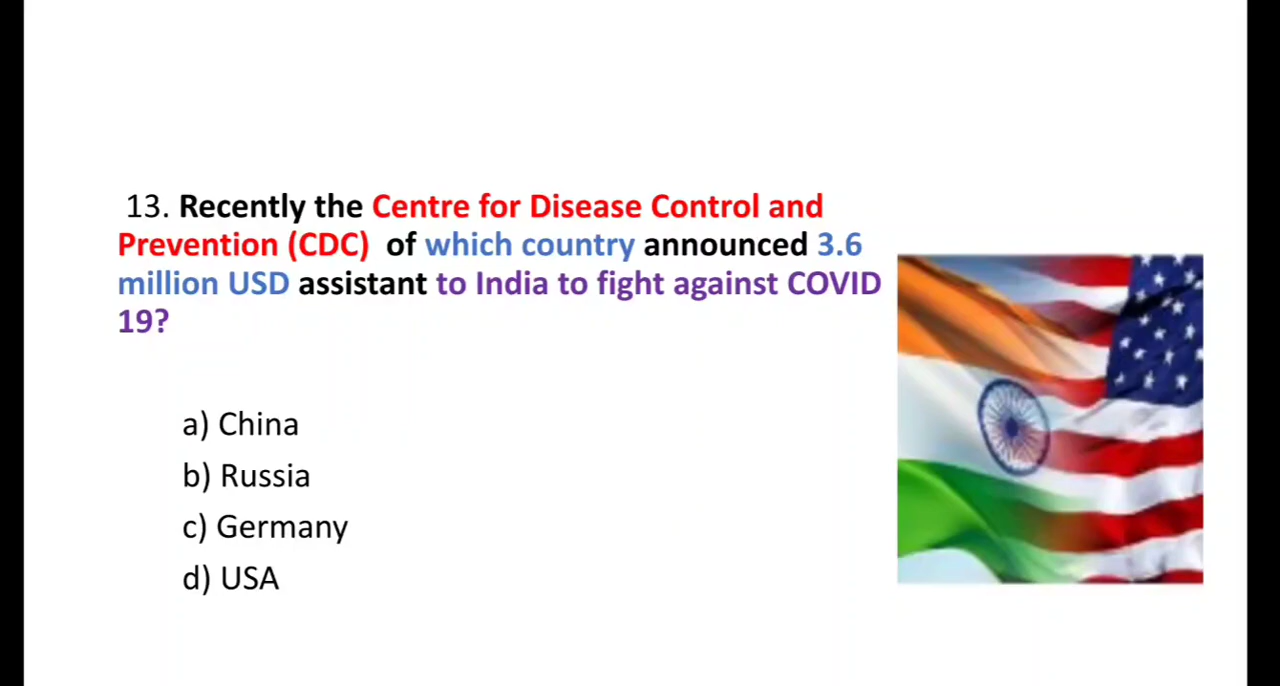 13. Recently the Centre for Disease Control and
Prevention (CDC) of which country announced 3.6
million USD assistant to India to fight against COVID
19?
a) China
b) Russia
c) Germany
d) USA